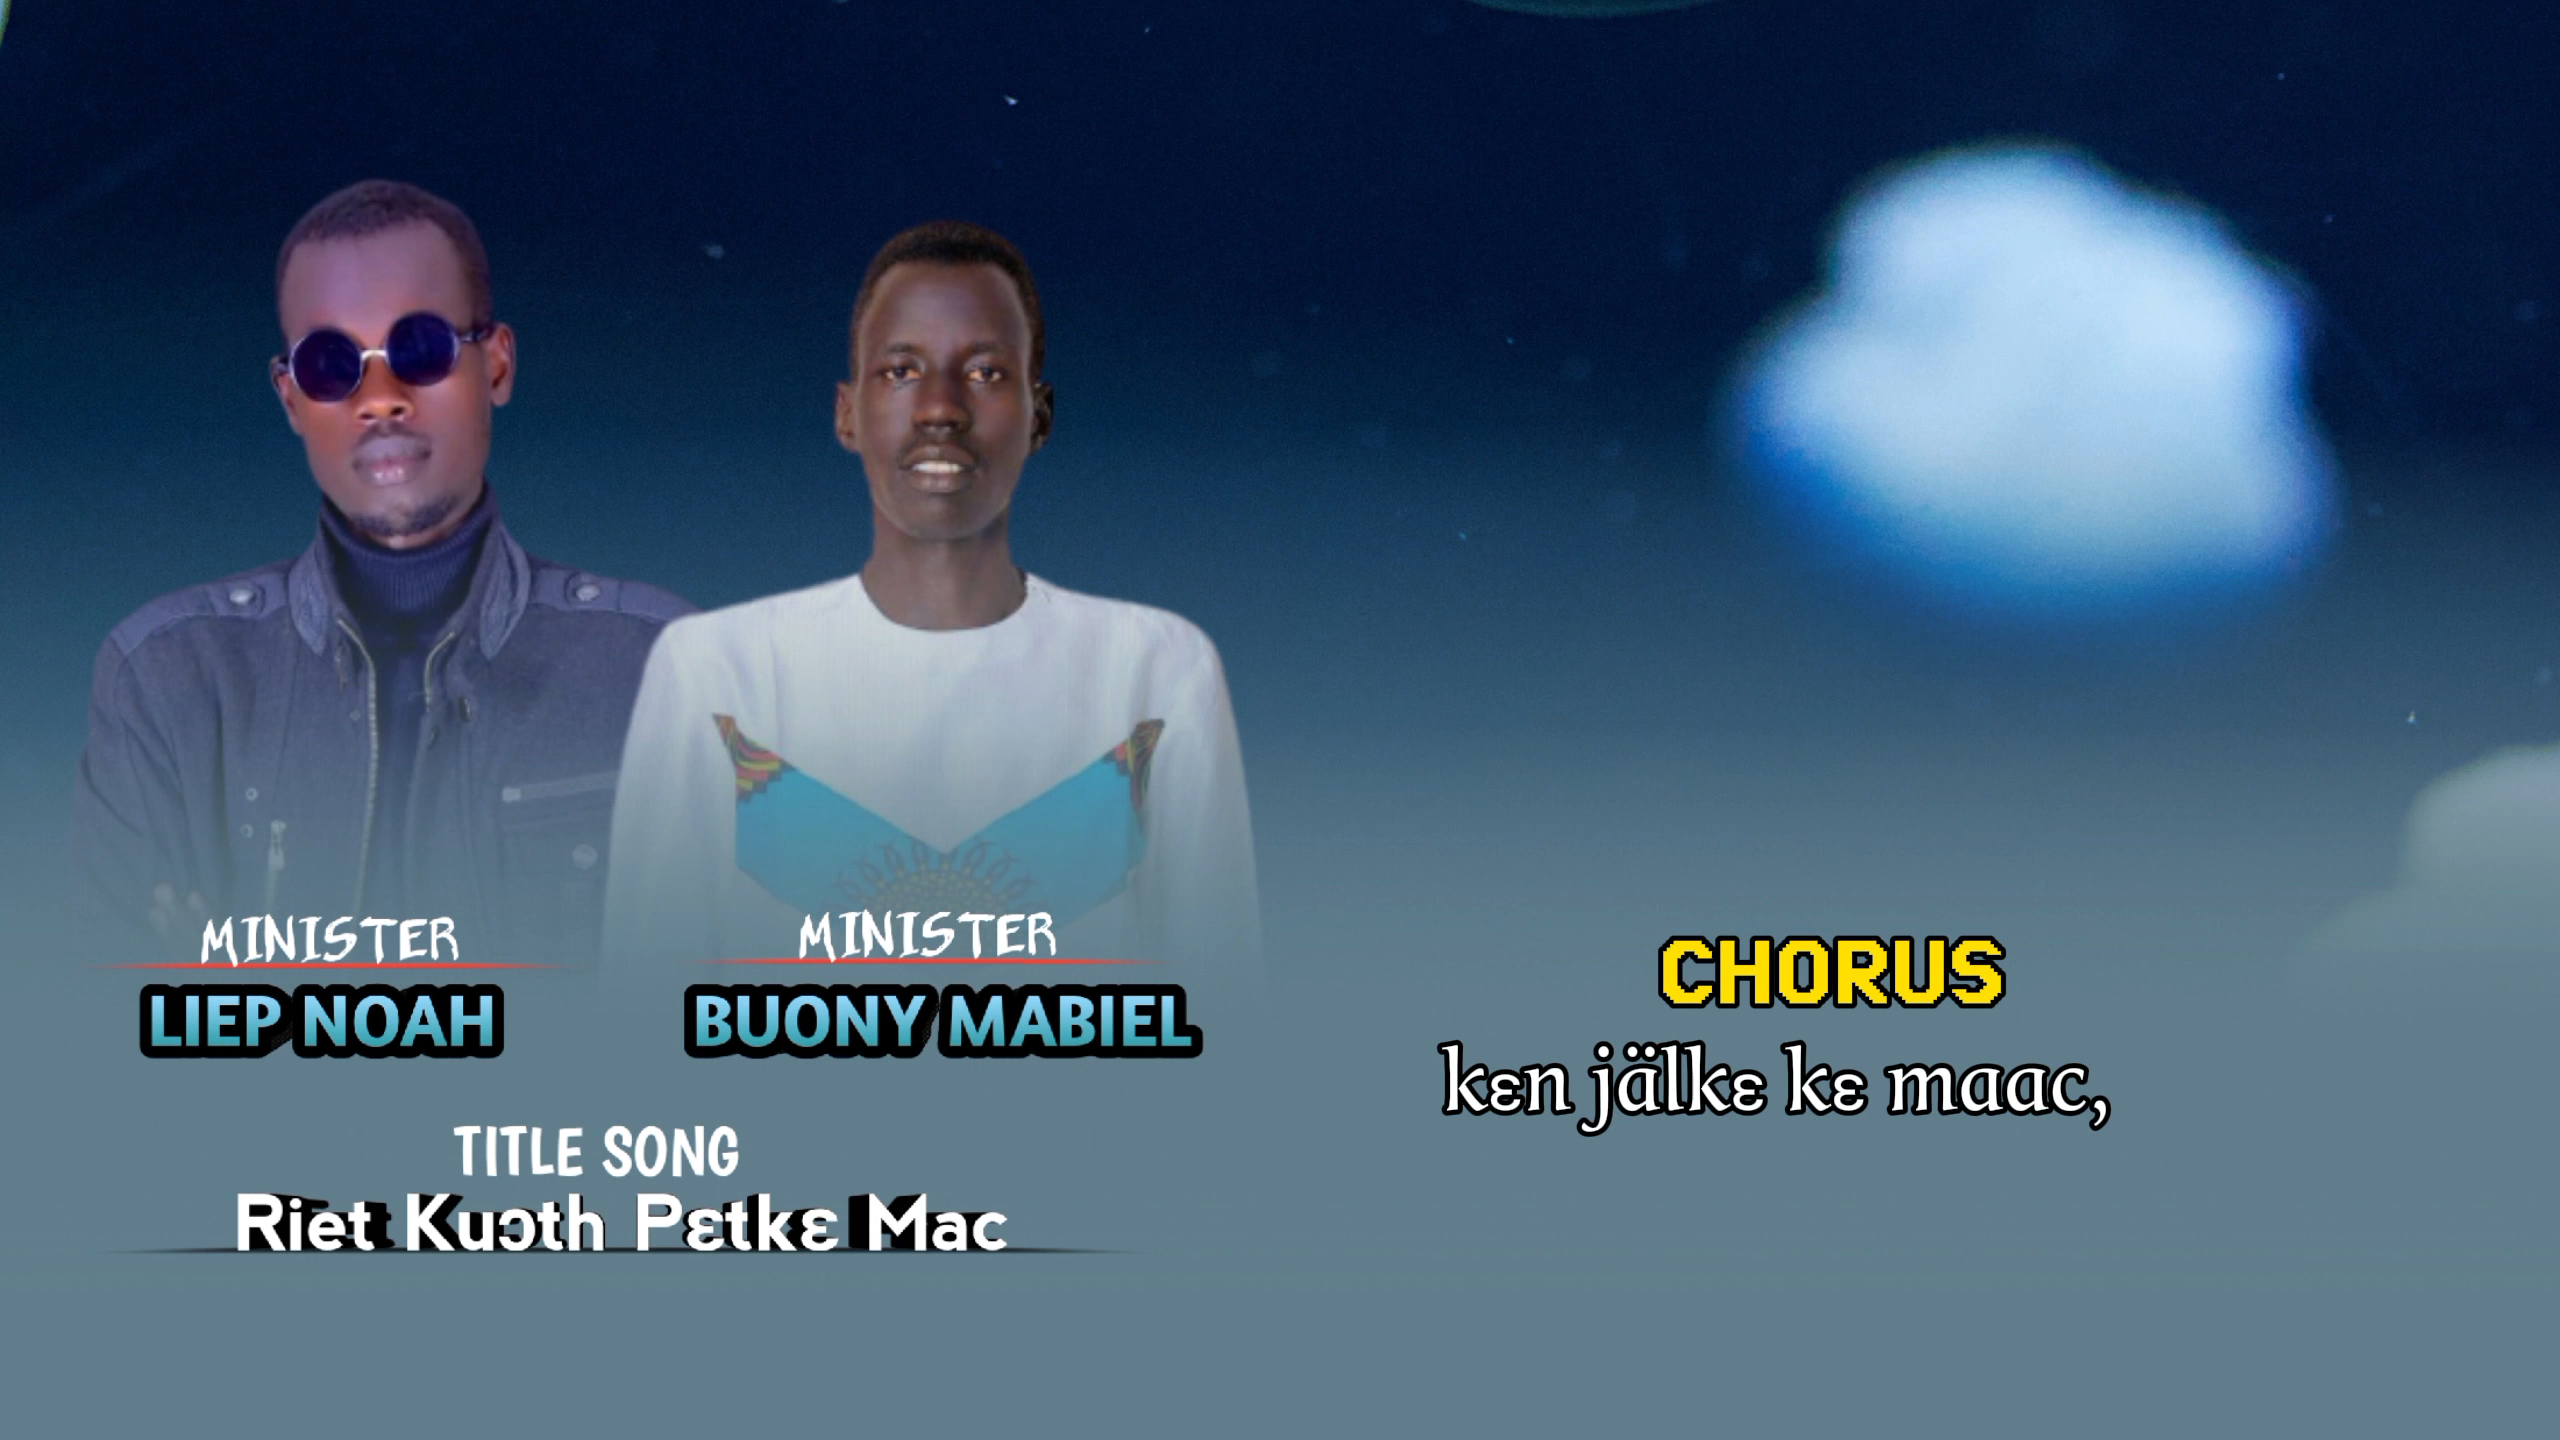 MINISTER
LIEP NOAH
MINISTER
BUONY MABIEL
TITLE SONG
Riet Kuɔth Pɛtkɛ Mac
CHORUS
kɛn jälkɛ kɛ maac,